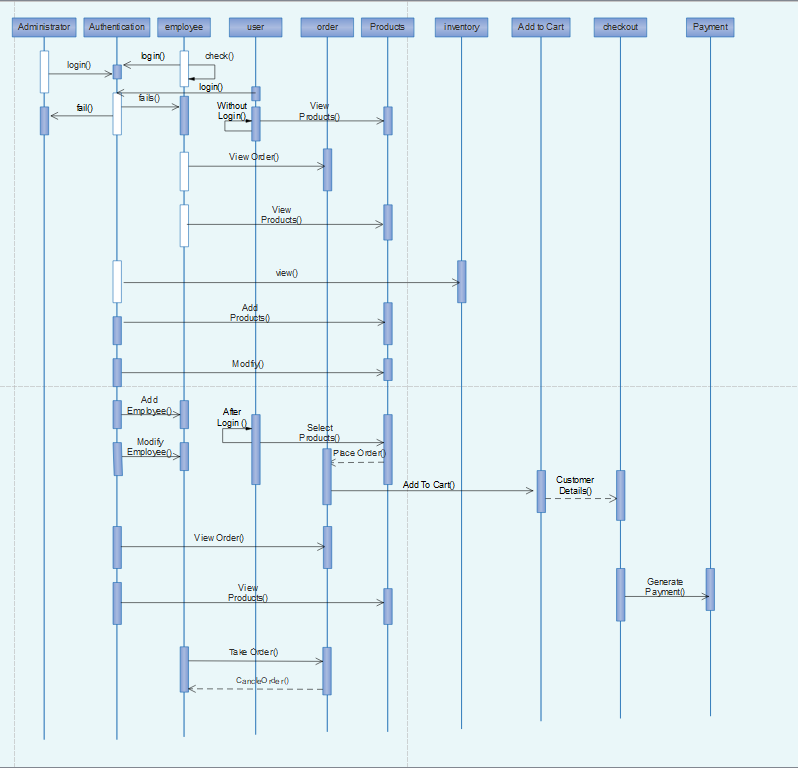 Administrator
Authentication
employee
user
order
Products
inventory
Add to Cart
checkout
Payment
login()
check()
login()
login()
fails()
Without
Login()
View
Products()
fail()
View Order()
View
Products()
view()
Add
Products()
Modfiy()
Add
Employee()
After
Login ()
Select
Products()
Modify
Employee()
Place Order()
Add To Cart()
Customer
Details()
View Order()
Generate
Payment()
View
Products()
Take Order()
CancleOrder()